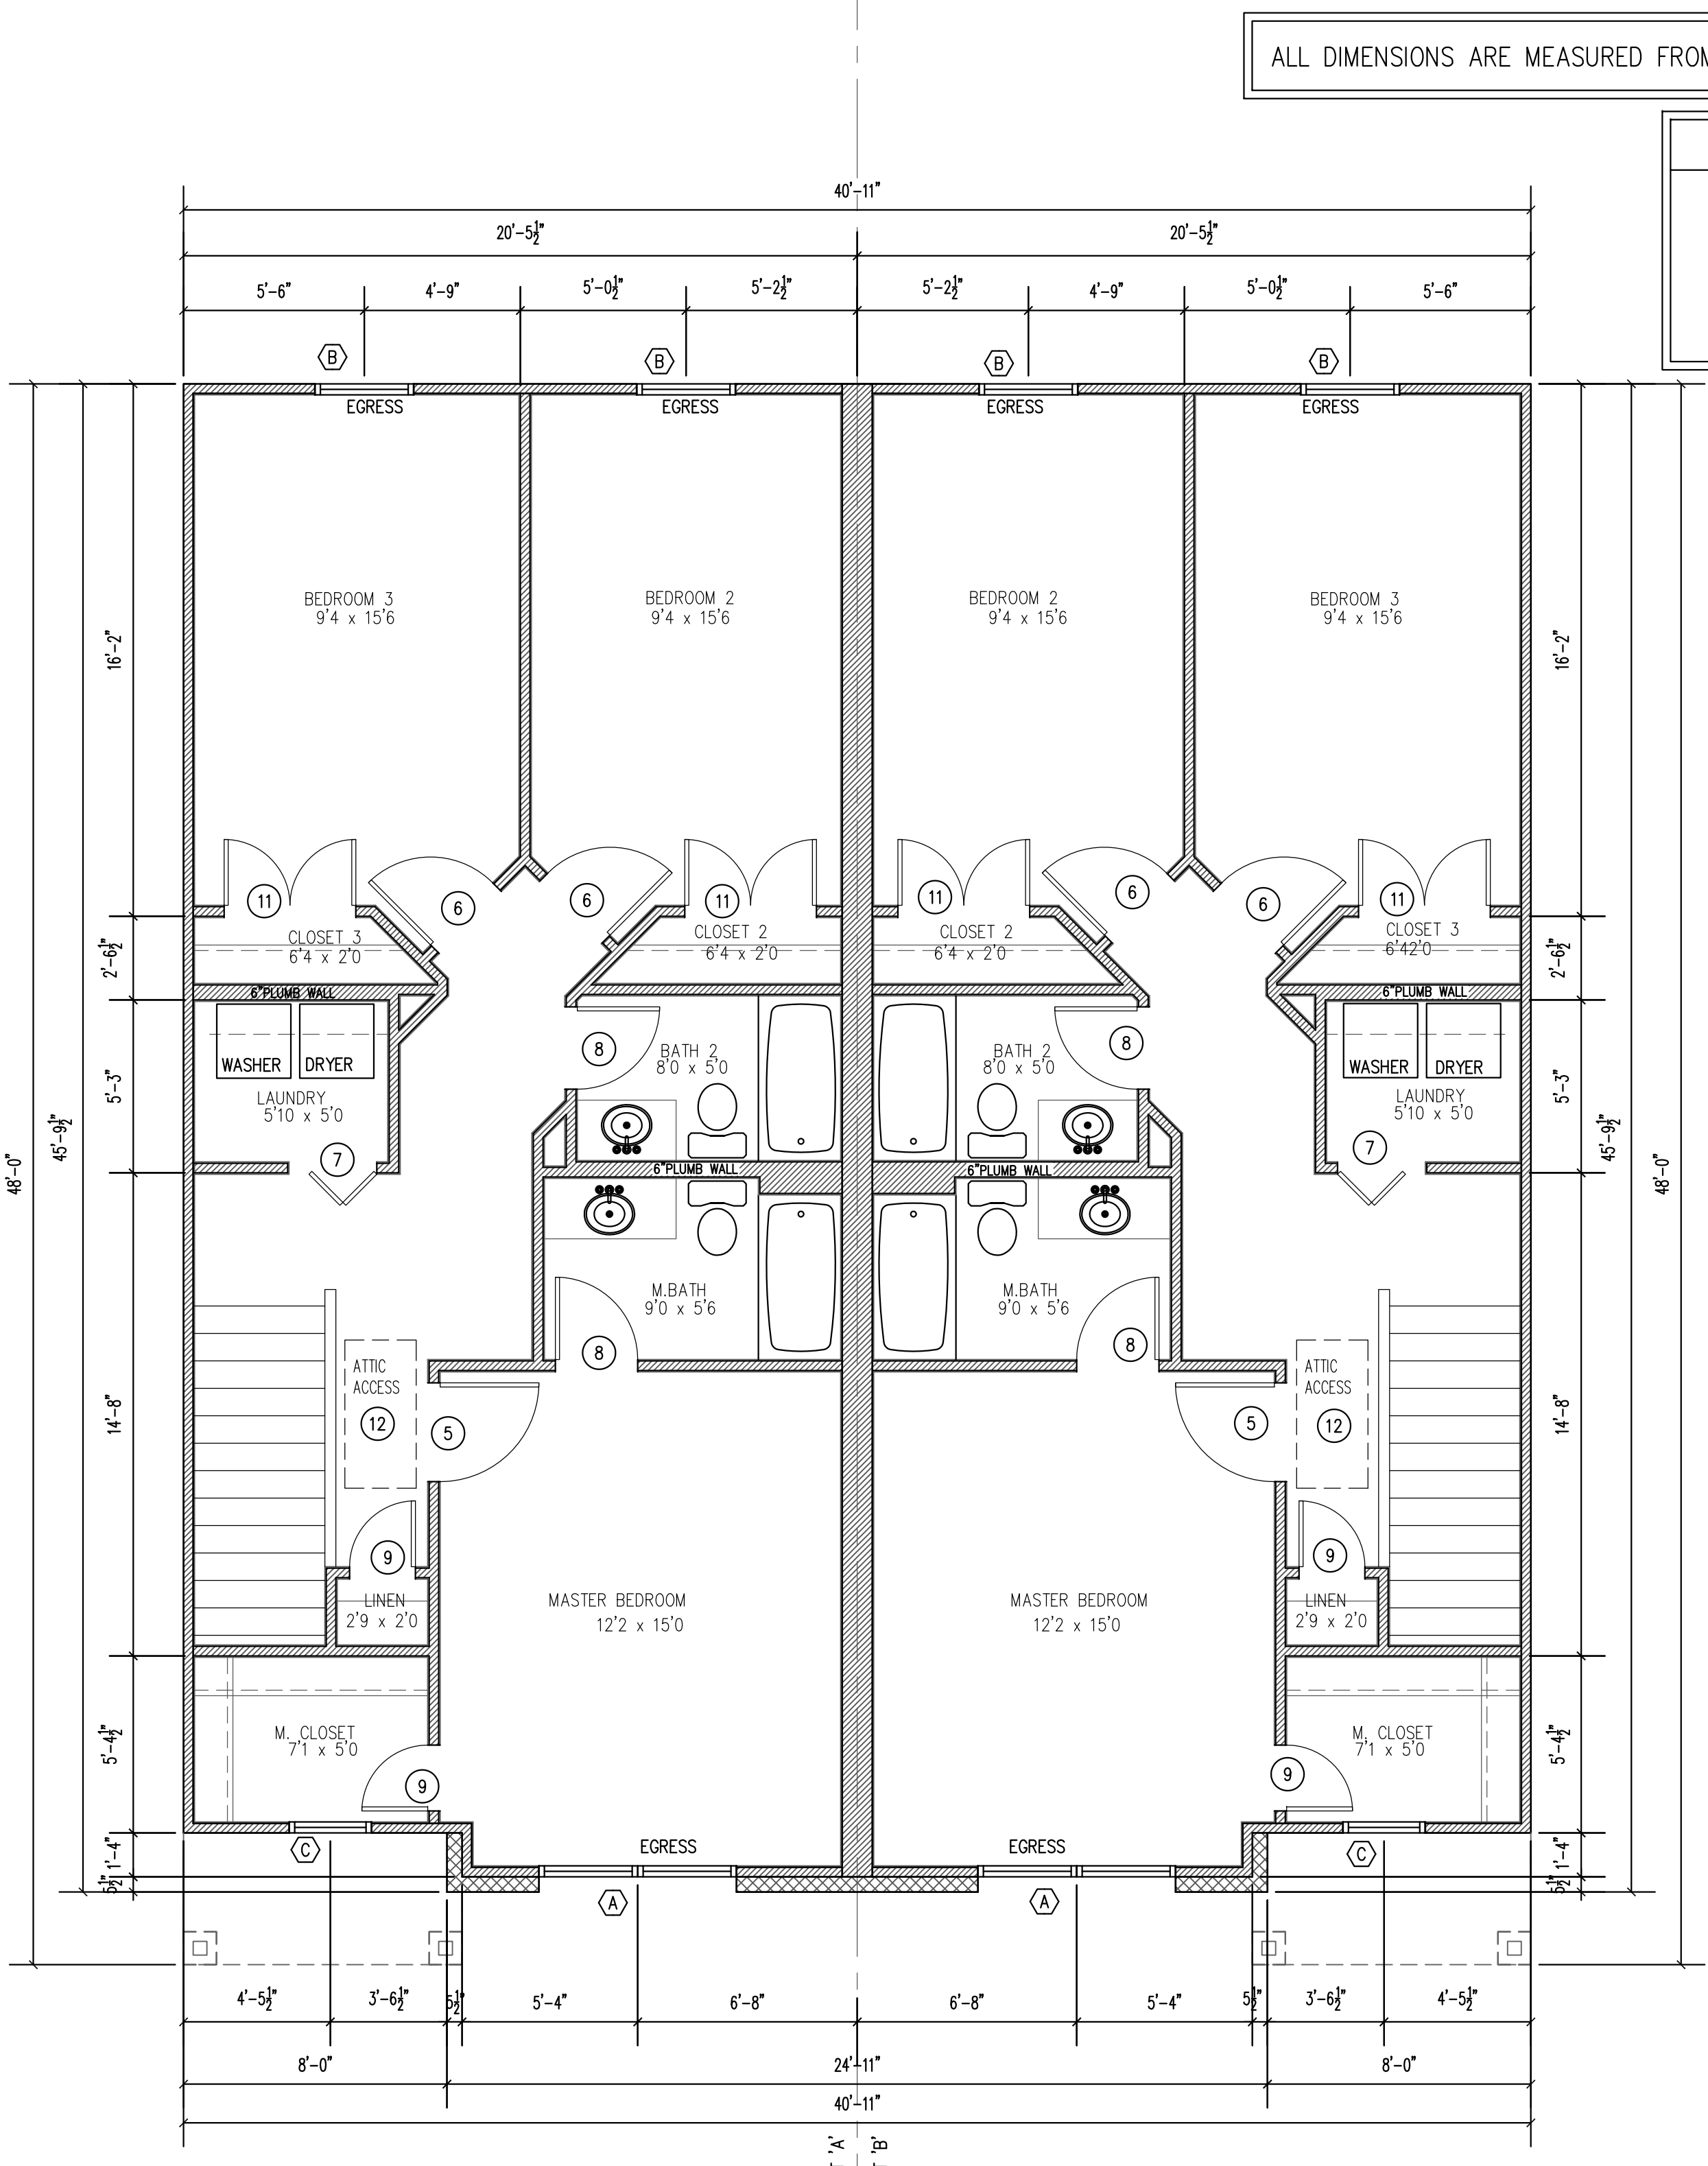 ALL DIMENSIONS ARE MEASURED FROM
40'-11"
20'-5½" 20'-5½"
5'-6" 4'-9" 5'-0½" 5'-2½" 5'-2½" 4'-9" 5'-0½" 5'-6"
B B B B
EGRESS EGRESS EGRESS EGRESS
BEDROOM 3 BEDROOM 2 BEDROOM 2 BEDROOM 3
9'4 x 15'6 9'4 x 15'6 9'4 x 15'6 9'4 x 15'6
16'-2" 16'-2"
11 6 6 11 11 6 6 11
CLOSET 3 CLOSET 2 CLOSET 2 CLOSET 3
6'4 x 2'0 6'4 x 2'0 6'4 x 2'0 6'42'0
2'-6½" 2'-6½"
6"PLUMB WALL 6"PLUMB WALL
8 8
WASHER DRYER BATH 2 BATH 2 WASHER DRYER
8'0 x 5'0 8'0 x 5'0
5'-3" 5'-3"
LAUNDRY LAUNDRY
5'10 x 5'0 5'10 x 5'0
45'-9½" 45'-9½"
7 7
48'-0" 48'-0"
6"PLUMB WALL 6"PLUMB WALL
M.BATH M.BATH
9'0 x 5'6 9'0 x 5'6
8 8
ATTIC ATTIC
ACCESS ACCESS
14'-8" 14'-8"
12 5 5 12
9 9
LINEN MASTER BEDROOM MASTER BEDROOM LINEN
2'9 x 2'0 12'2 x 15'0 12'2 x 15'0 2'9 x 2'0
M. CLOSET M. CLOSET
7'1 x 5'0 7'1 x 5'0
5'-4½" 5'-4½"
9 9
C EGRESS EGRESS C
1'-4" 1'-4"
5½" 5½"
A A
4'-5½" 3'-6½" 5½" 5'-4" 6'-8" 6'-8" 5'-4" 5½" 3'-6½" 4'-5½"
8'-0" 24'-11" 8'-0"
40'-11"
'A' 'B'